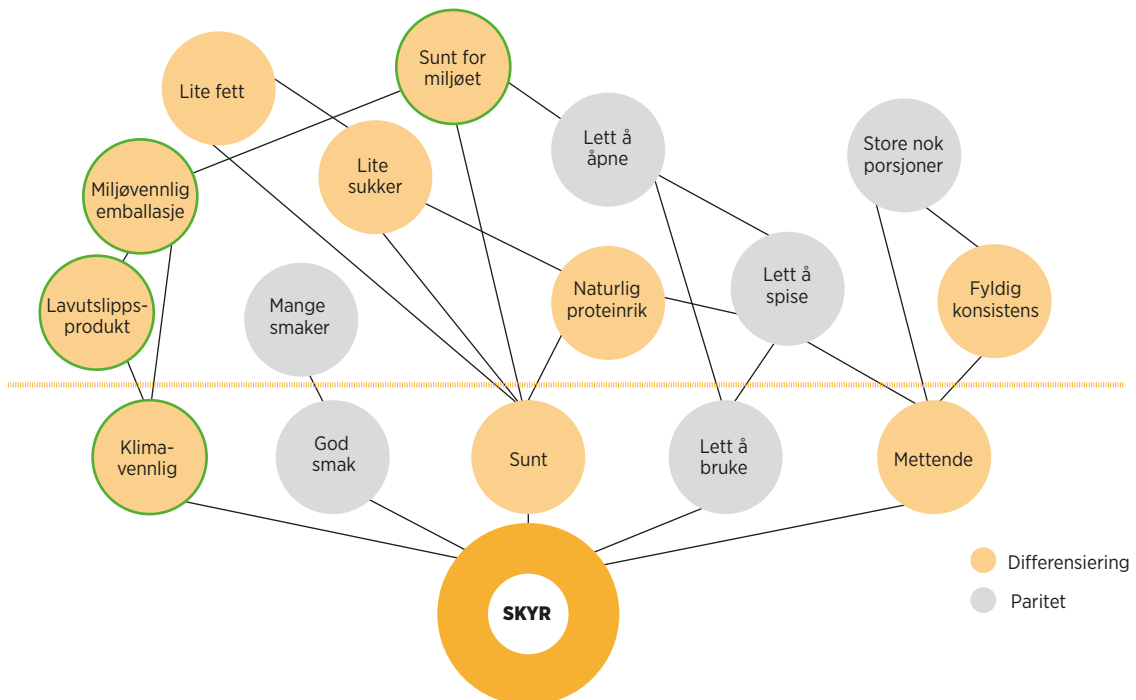 Sunt for
miljøet
Lite fett
Lett å
åpne
Store nok
porsjoner
Lite
sukker
Miljøvennlig
emballasje
Naturlig
proteinrik
Lett å
spise
Fyldig
konsistens
Lavutslipps-
produkt
Mange
smaker
Klima-
vennlig
God
smak
Sunt
Lett å
bruke
Mettende
SKYR
Differensiering
Paritet